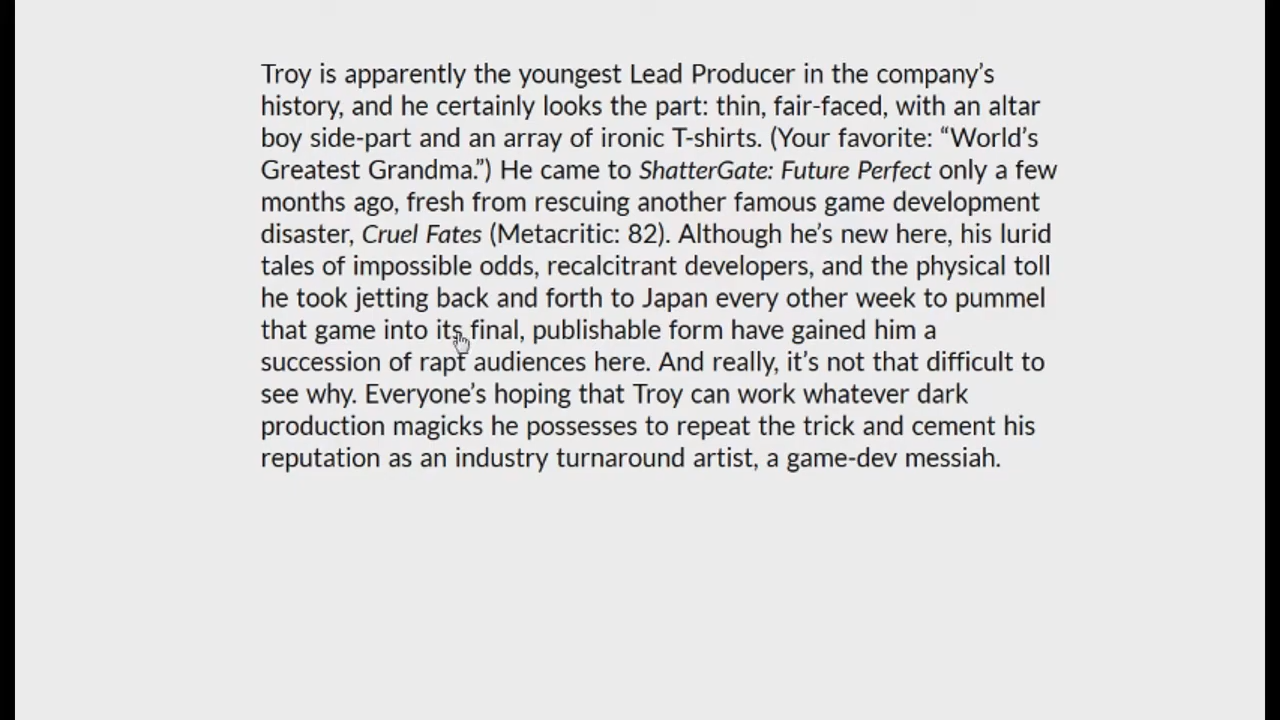 Troy is apparently the youngest Lead Producer in the company’s
history, and he certainly looks the part: thin, fair-faced, with an altar
boy side-part and an array of ironic T-shirts. (Your favorite: “World’s
Greatest Grandma.”) He came to ShatterGate: Future Perfect only a few
months ago, fresh from rescuing another famous game development
disaster, Cruel Fates (Metacritic: 82). Although he’s new here, his lurid
tales of impossible odds, recalcitrant developers, and the physical toll
he took jetting back and forth to Japan every other week to pummel
that game into its final, publishable form have gained him a
succession of rapt audiences here. And really, it’s not that difficult to
see why. Everyone’s hoping that Troy can work whatever dark
production magicks he possesses to repeat the trick and cement his
reputation as an industry turnaround artist, a game-dev messiah.